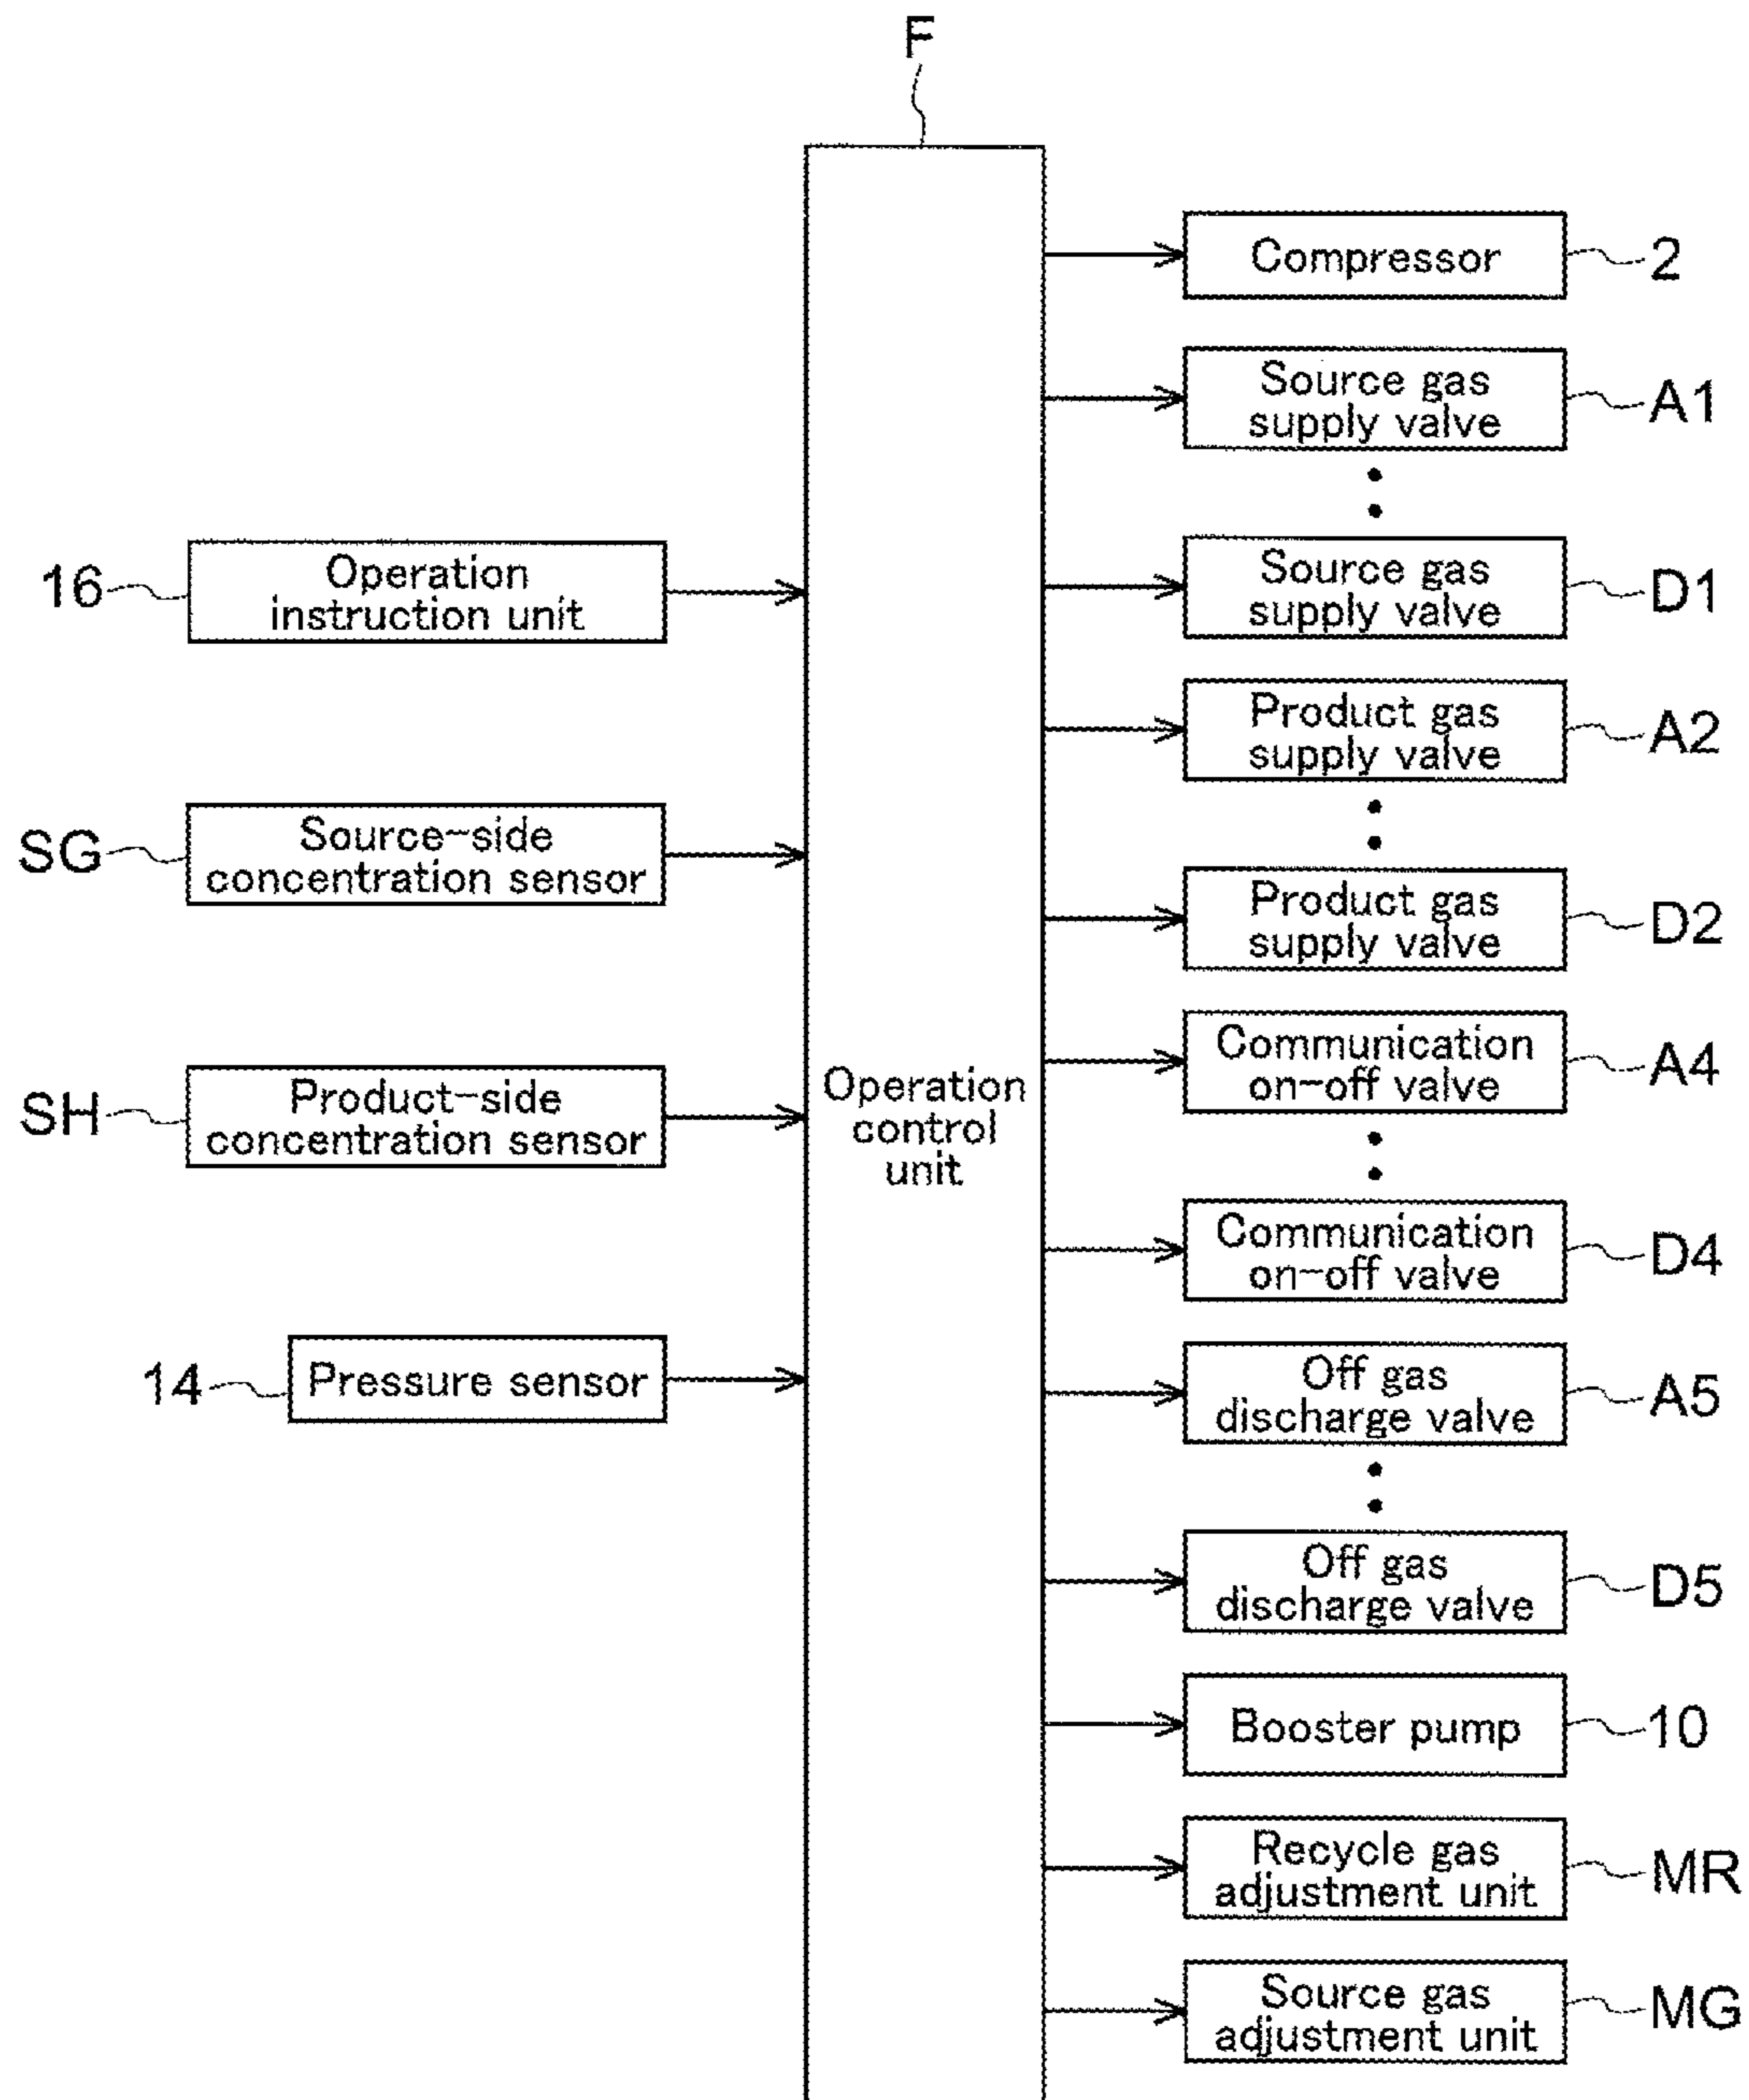 F
Compressor
2
Source gas
supply valve
A1
Source gas
supply valve
D1
Product gas
supply valve
A2
Product gas
supply valve
D2
Communication
on-off valve
A4
Communication
on-off valve
D4
Off gas
discharge valve
A5
Off gas
discharge valve
D5
Booster pump
10
Recycle gas
adjustment unit
MR
Source gas
adjustment unit
MG
Operation
control
unit
16
Operation
instruction unit
SG
Source-side
concentration sensor
SH
Product-side
concentration sensor
14
Pressure sensor